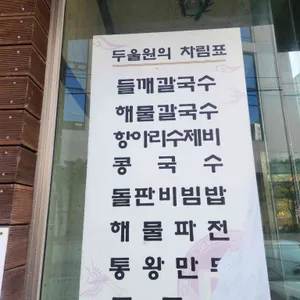 두울원의 차림표
들깨칼국수
해물칼국수
항아리수제비
콩국수
돌판비빔밥
해물파전
통왕만두